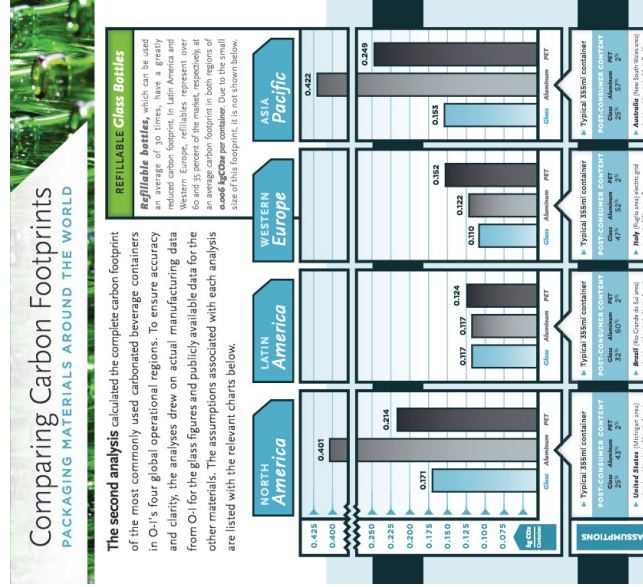 Comparing Carbon Footprints
PACKAGING MATERIALS AROUND THE WORLD
The second analysis calculated the complete carbon footprint
of the most commonly used carbonated beverage containers
in O-I's four global operational regions. To ensure accuracy
and clarity, the analyses drew on actual manufacturing data
from O-I for the glass figures and publicly available data for the
other materials. The assumptions associated with each analysis
are listed with the relevant charts below.
REFILLABLE Glass Bottles
Refillable bottles, which can be used
an average of 30 times, have a greatly
reduced carbon footprint. In Latin America and
Western Europe, refillables represent over
60 and 35 percent of the market, respectively, at
an average carbon footprint in both regions of
0.006 kgCO2e per container. Due to the small
size of this footprint, it is not shown below.
NORTH
America
LATIN
America
WESTERN
Europe
ASIA
Pacific
0.425
0.400
0.250
0.225
0.200
0.175
0.150
0.125
0.100
0.075
kg CO2e
Container
0.171
0.401
0.214
Glass Aluminum PET
0.117
0.117
0.124
Glass Aluminum PET
0.110
0.122
0.152
Glass Aluminum PET
0.153
0.422
0.249
Glass Aluminum PET
ASSUMPTIONS
Typical 355ml container
POST-CONSUMER CONTENT
Glass Aluminum PET
25% 43% 2%
United States (Michigan area)
Typical 355ml container
POST-CONSUMER CONTENT
Glass Aluminum PET
32% 60% 2%
Brazil (Rio Grande do Sul area)
Typical 355ml container
POST-CONSUMER CONTENT
Glass Aluminum PET
47% 52% 2%
Italy (Puglia area) electric grid
Typical 355ml container
POST-CONSUMER CONTENT
Glass Aluminum PET
25% 57% 2%
Australia (New South Wales area)